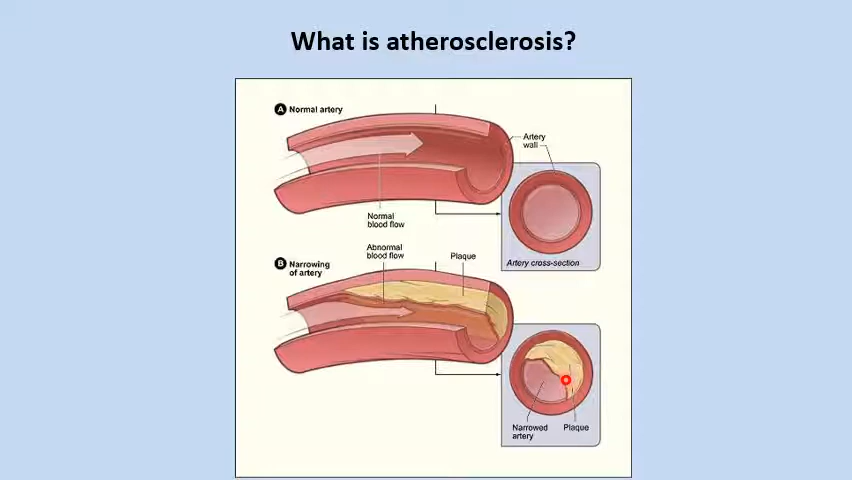 What is atherosclerosis?
A Normal artery
Artery
wall
Normal
blood flow
Artery cross-section
Abnormal
blood flow
Plaque
B Narrowing
of artery
Narrowed
artery
Plaque